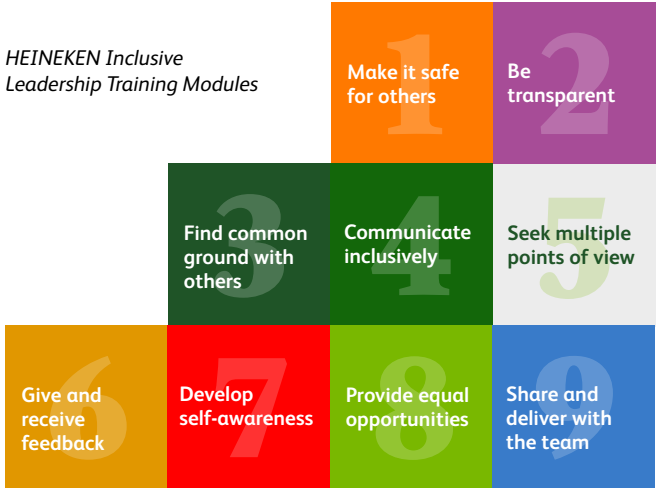 HEINEKEN Inclusive
Leadership Training Modules
1
Make it safe
for others
2
Be
transparent
3
Find common
ground with
others
4
Communicate
inclusively
5
Seek multiple
points of view
6
Give and
receive
feedback
7
Develop
self-awareness
8
Provide equal
opportunities
9
Share and
deliver with
the team